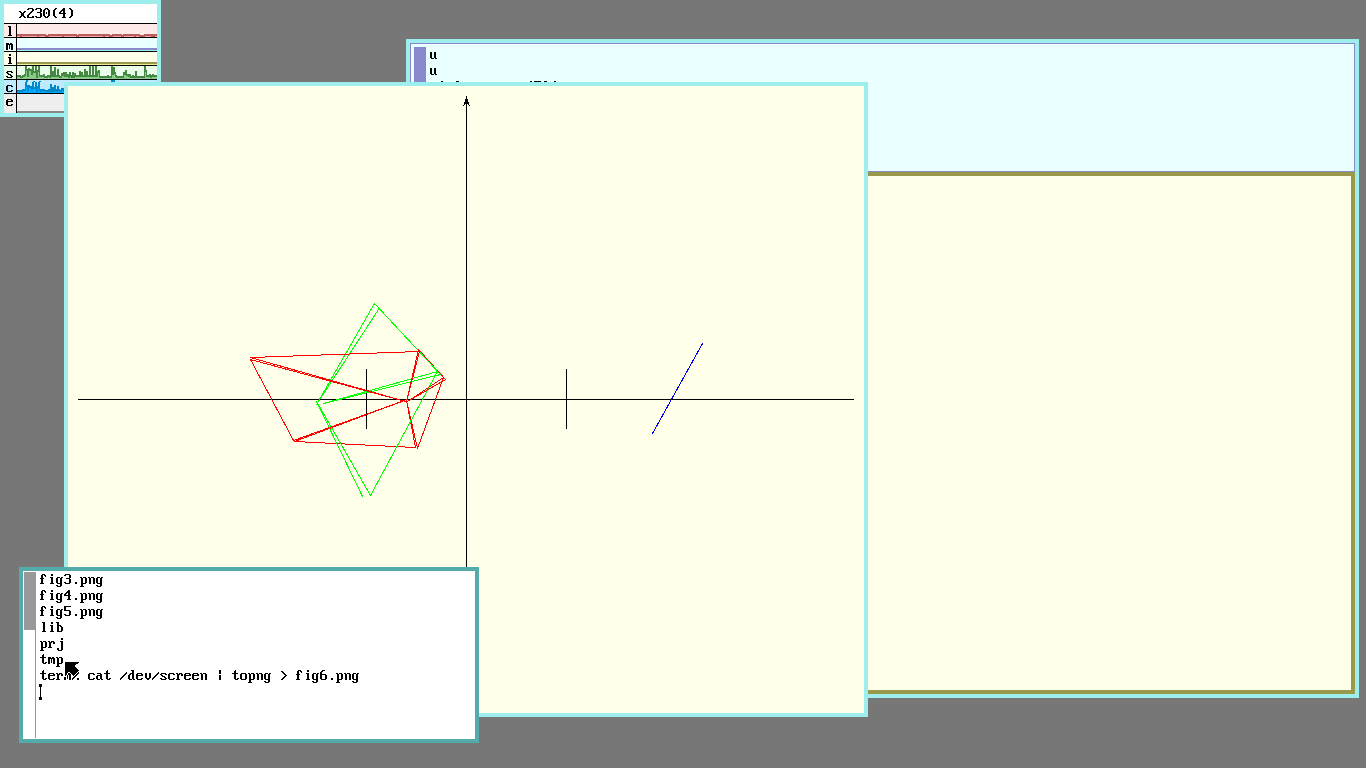 x230(4)
l
m
i
s
c
e
u
u
fig3.png
fig4.png
fig5.png
lib
prj
tmp
term% cat /dev/screen | topng > fig6.png